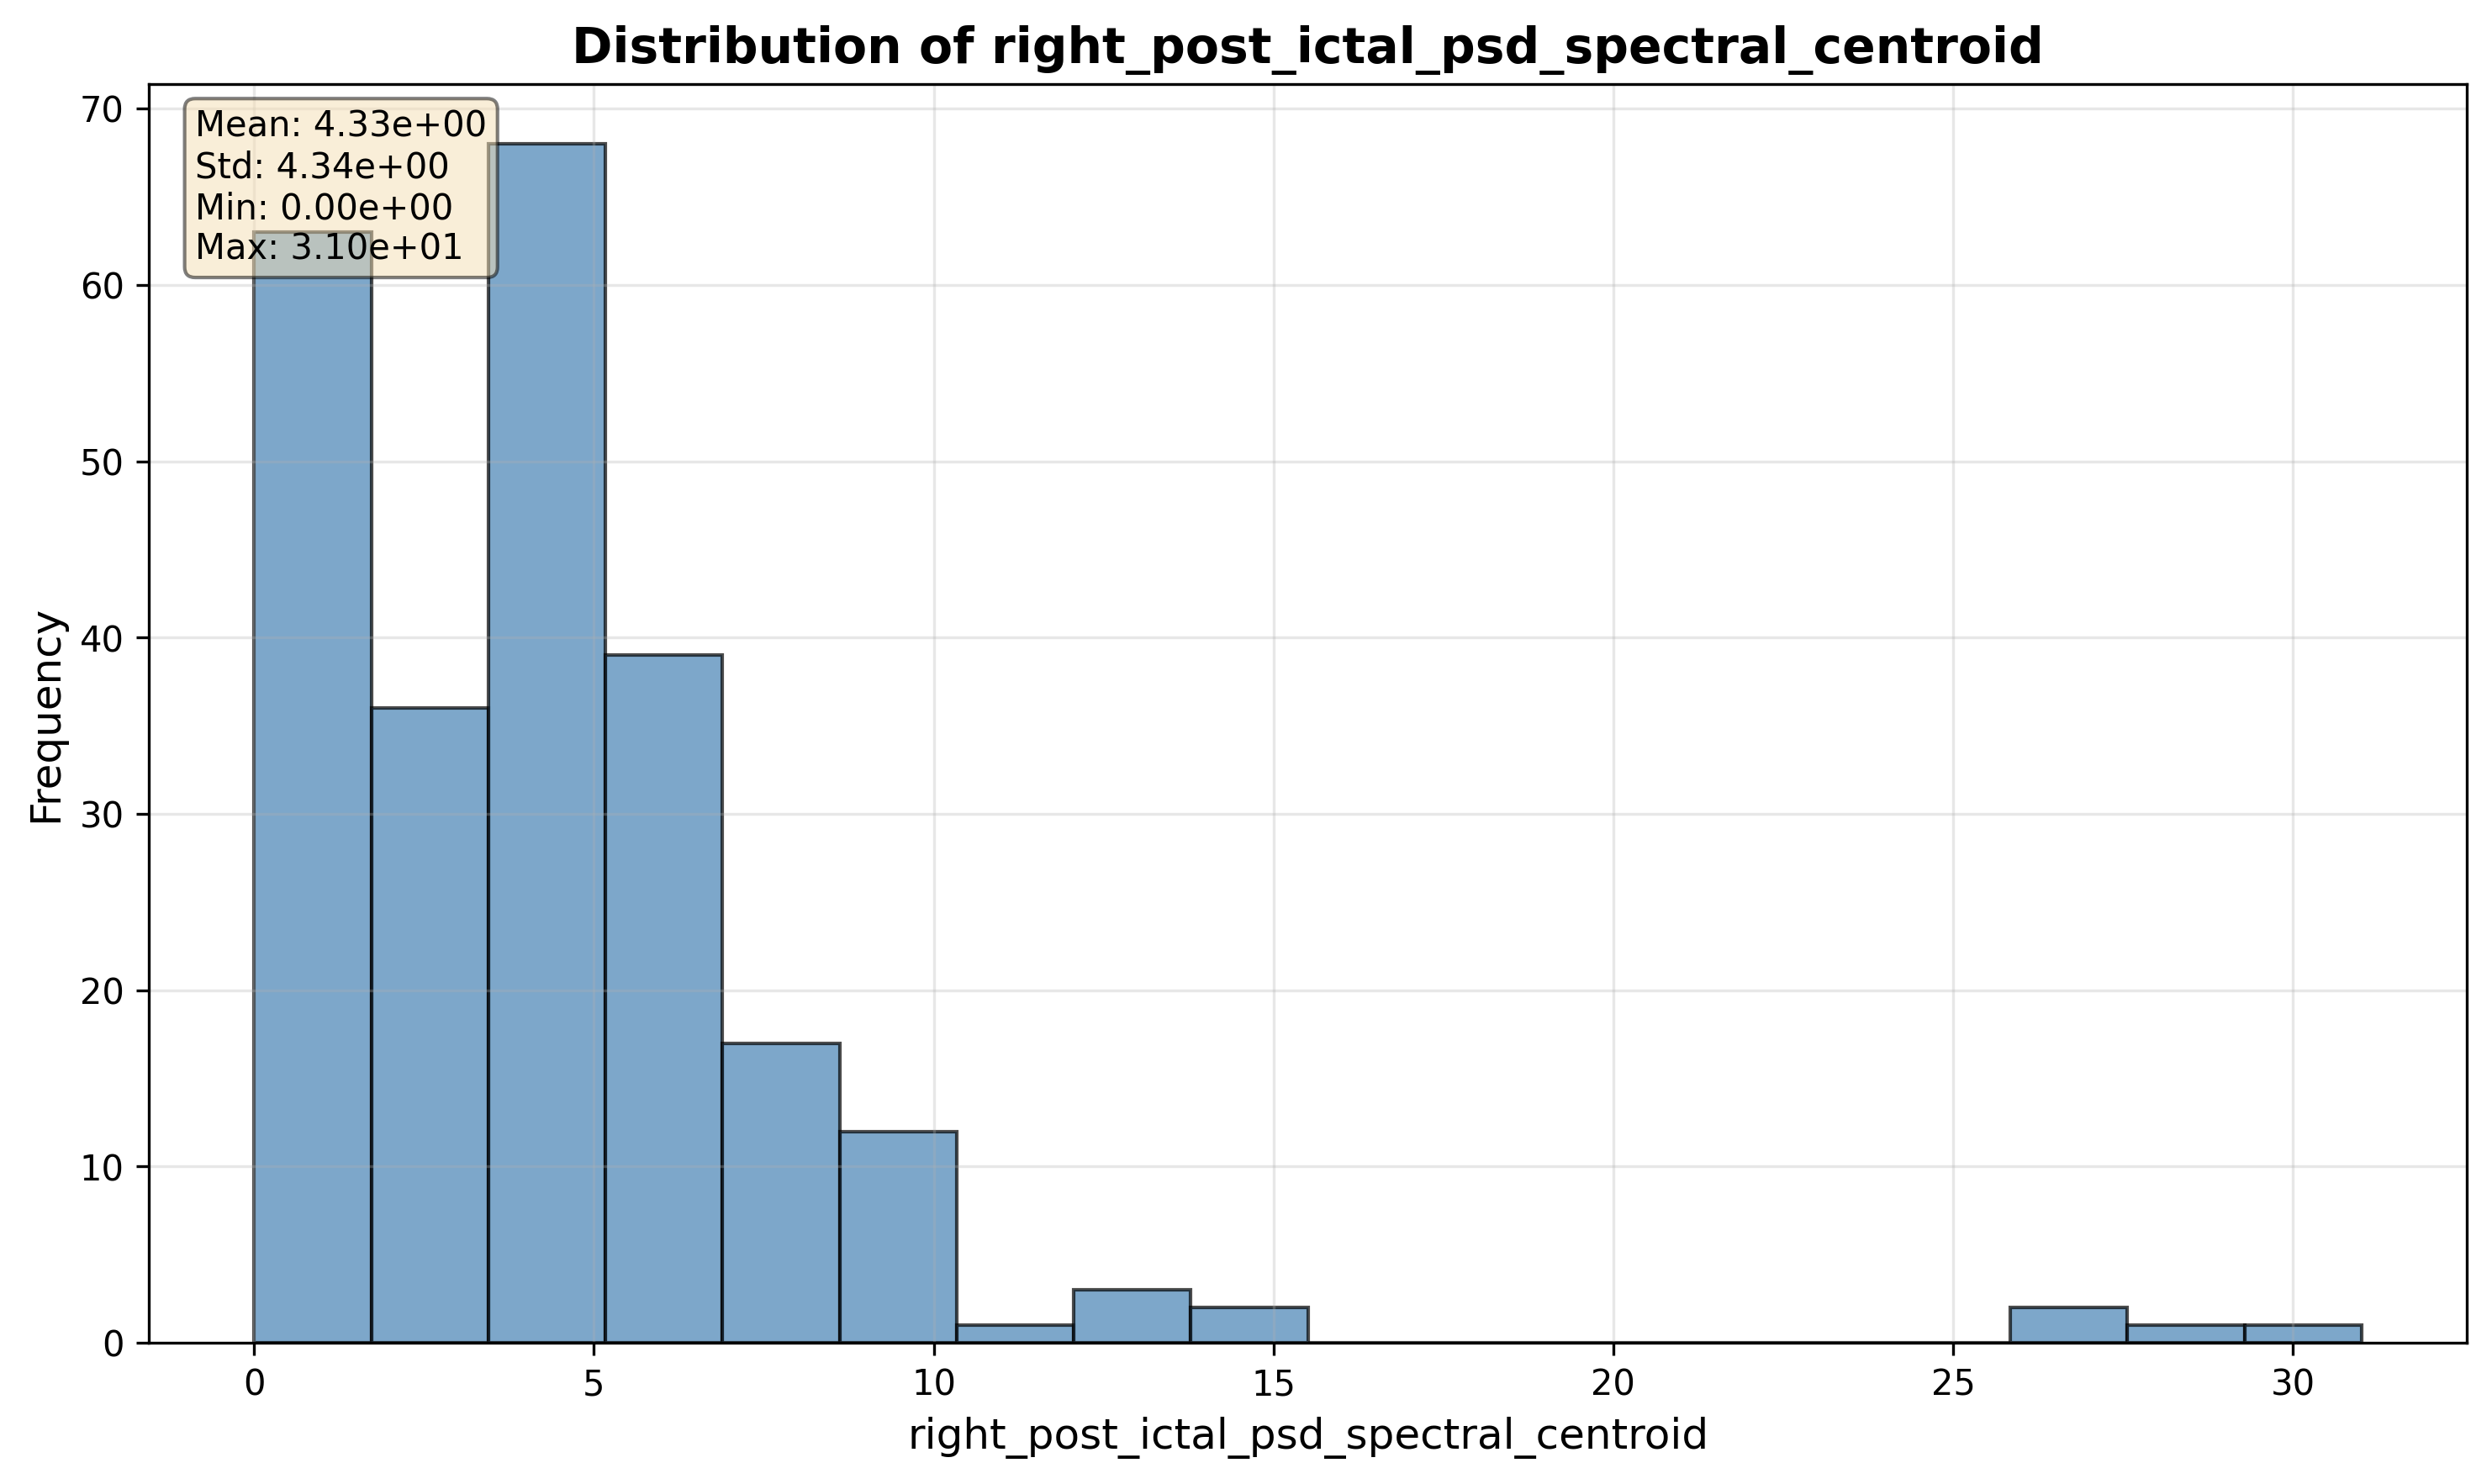 Distribution of right_post_ictal_psd_spectral_centroid
Mean: 4.33e+00
Std: 4.34e+00
Min: 0.00e+00
Max: 3.10e+01
70
60
50
40
30
20
10
0
Frequency
0 5 10 15 20 25 30
right_post_ictal_psd_spectral_centroid